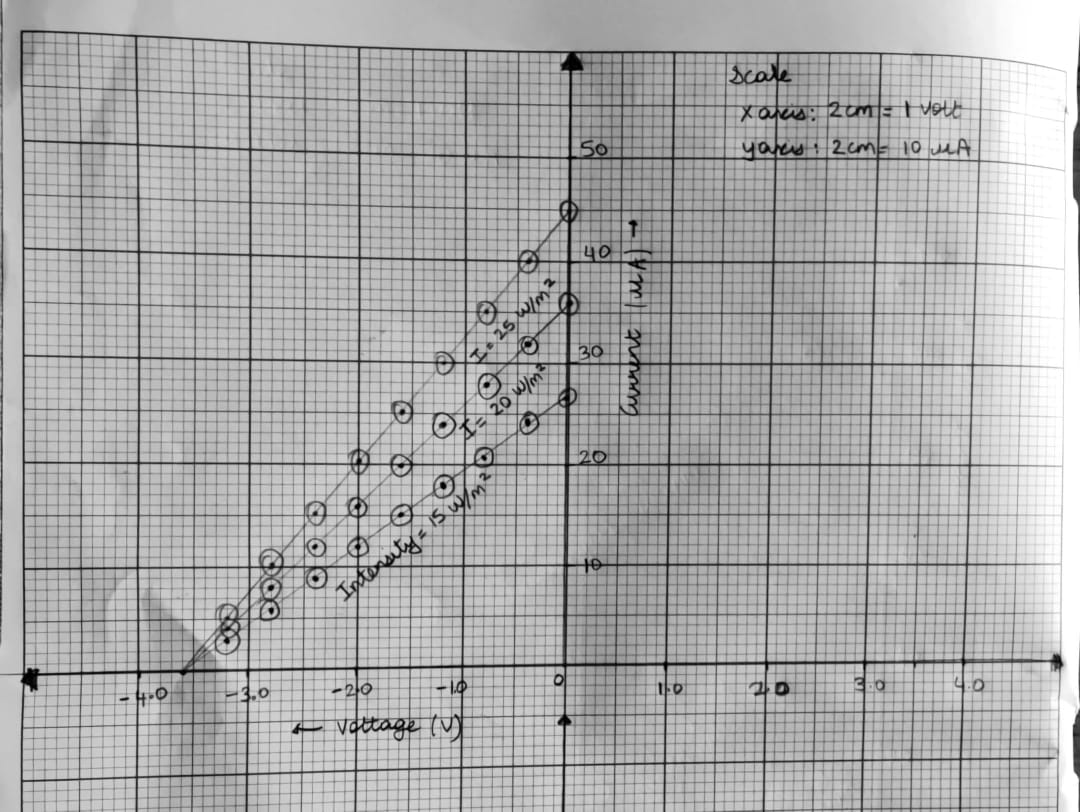 Scale
x axis: 2cm = 1 volt
y axis: 2cm = 10 μA
50
40
30
20
10
Current (μA) →
I = 25 W/m²
I = 20 W/m²
Intensity = 15 W/m²
-4.0 -3.0 -2.0 -1.0 0 1.0 2.0 3.0 4.0
← Voltage (V)